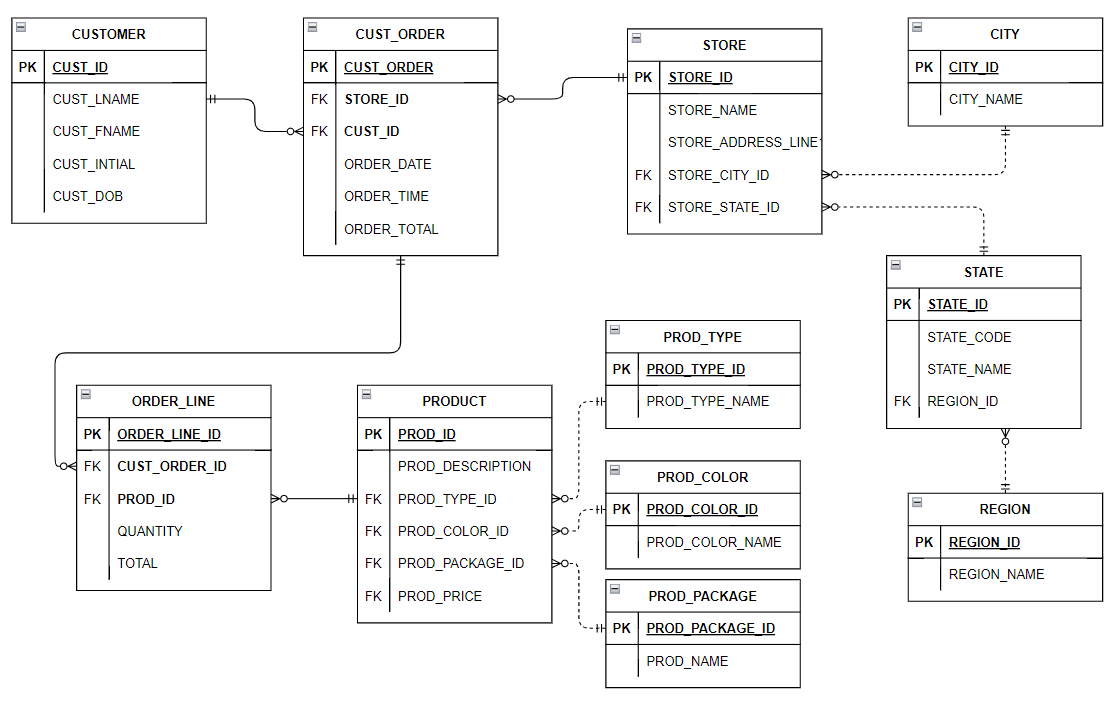 CUSTOMER
PK CUST_ID
CUST_LNAME
CUST_FNAME
CUST_INTIAL
CUST_DOB
CUST_ORDER
PK CUST_ORDER
FK STORE_ID
FK CUST_ID
ORDER_DATE
ORDER_TIME
ORDER_TOTAL
STORE
PK STORE_ID
STORE_NAME
STORE_ADDRESS_LINE
FK STORE_CITY_ID
FK STORE_STATE_ID
CITY
PK CITY_ID
CITY_NAME
STATE
PK STATE_ID
STATE_CODE
STATE_NAME
FK REGION_ID
ORDER_LINE
PK ORDER_LINE_ID
FK CUST_ORDER_ID
FK PROD_ID
QUANTITY
TOTAL
PRODUCT
PK PROD_ID
PROD_DESCRIPTION
FK PROD_TYPE_ID
FK PROD_COLOR_ID
FK PROD_PACKAGE_ID
FK PROD_PRICE
PROD_TYPE
PK PROD_TYPE_ID
PROD_TYPE_NAME
PROD_COLOR
PK PROD_COLOR_ID
PROD_COLOR_NAME
PROD_PACKAGE
PK PROD_PACKAGE_ID
PROD_NAME
REGION
PK REGION_ID
REGION_NAME